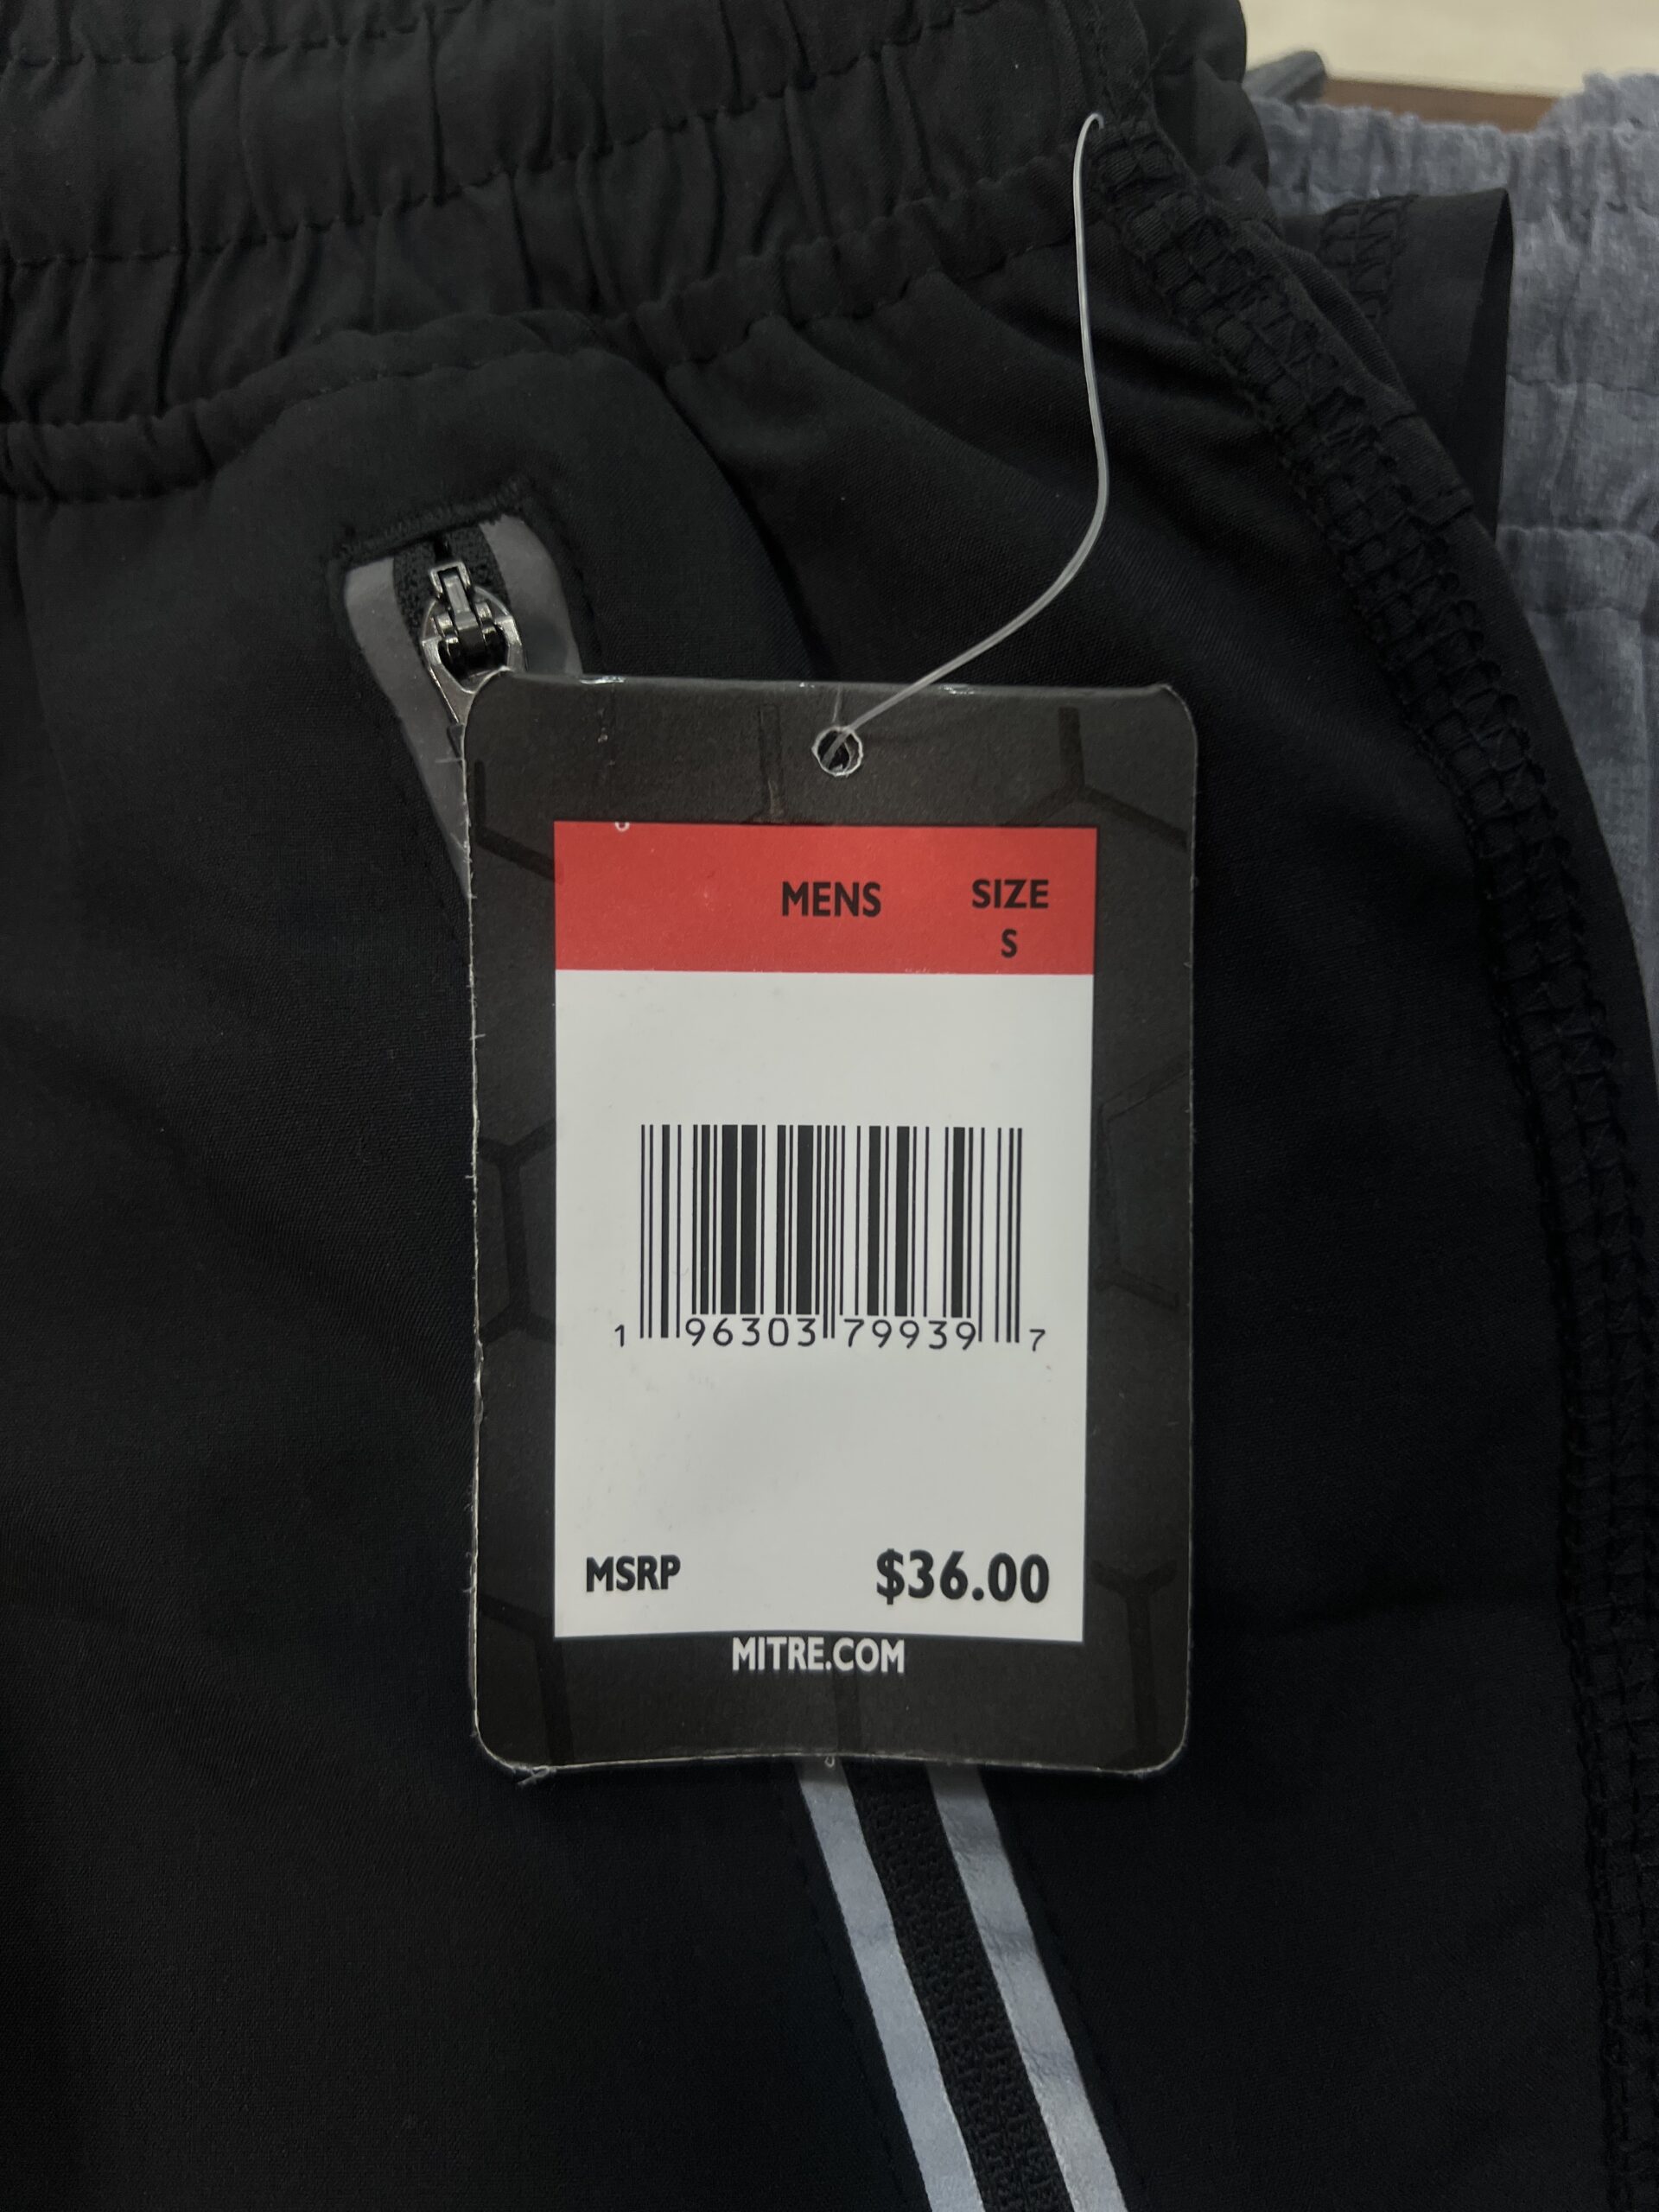 MENS SIZE
S
1 96303 79939 7
MSRP $36.00
MITRE.COM